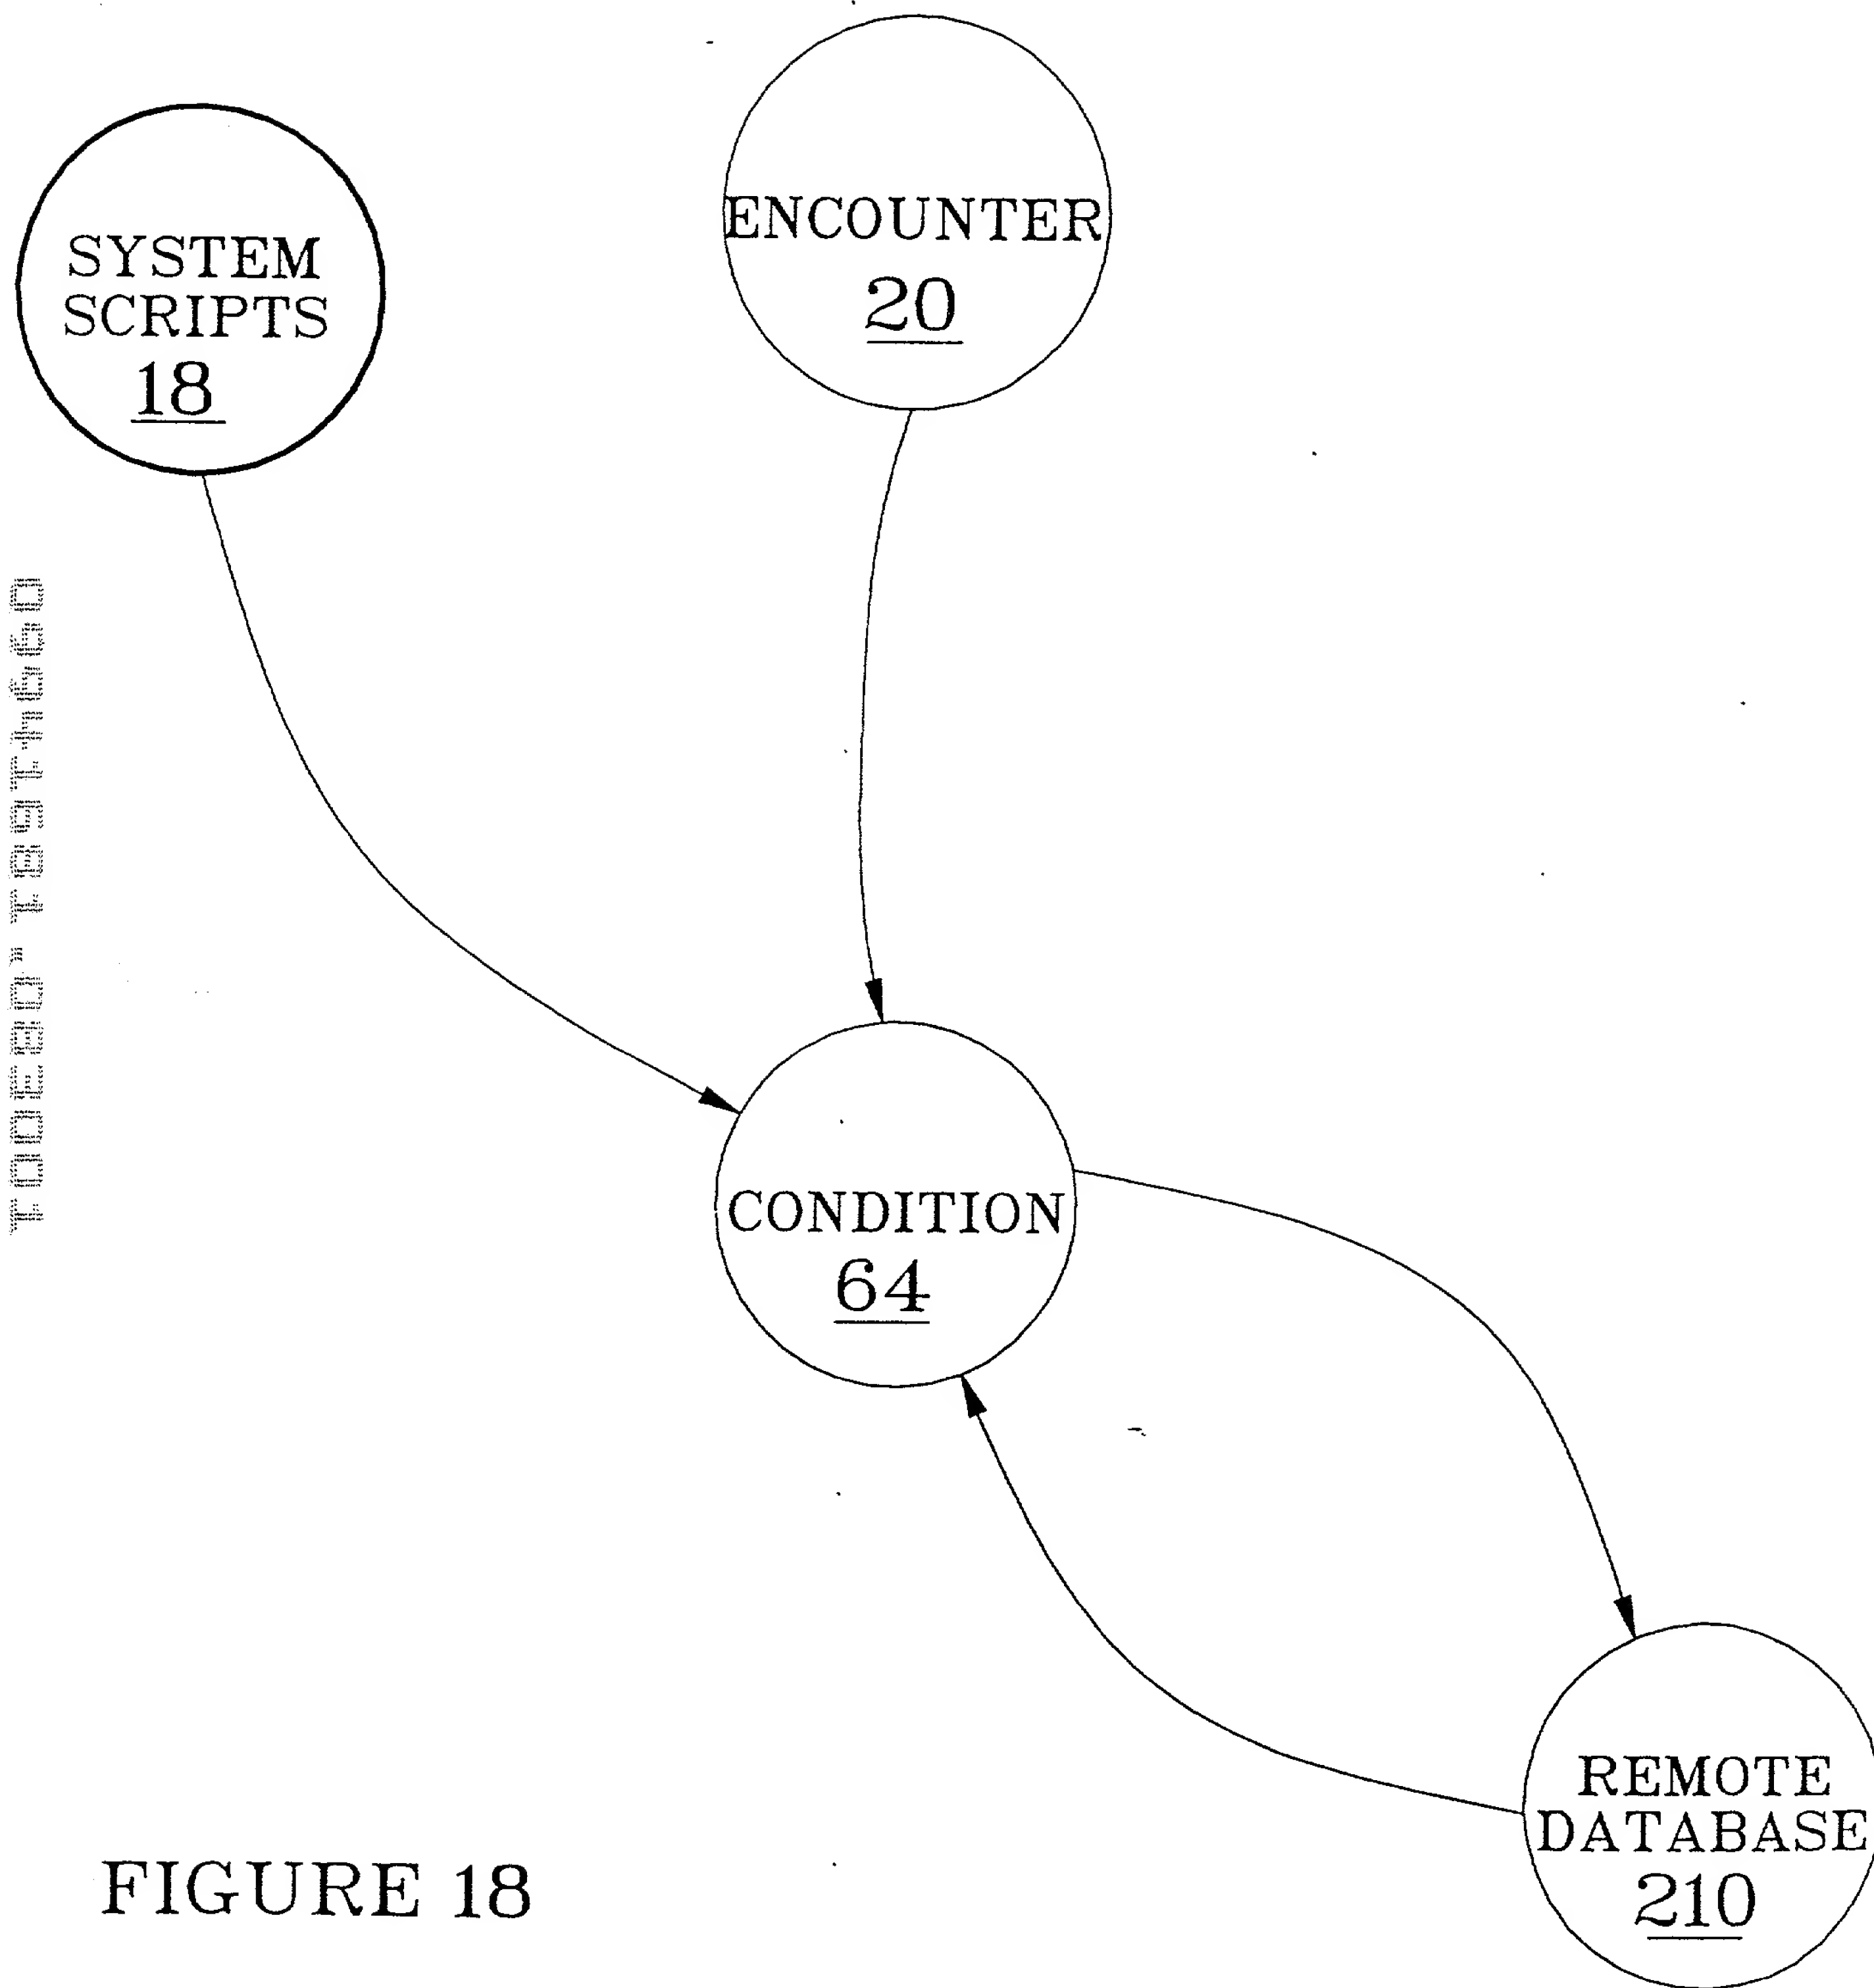 SYSTEM
SCRIPTS
18
ENCOUNTER
20
CONDITION
64
REMOTE
DATABASE
210
FIGURE 18